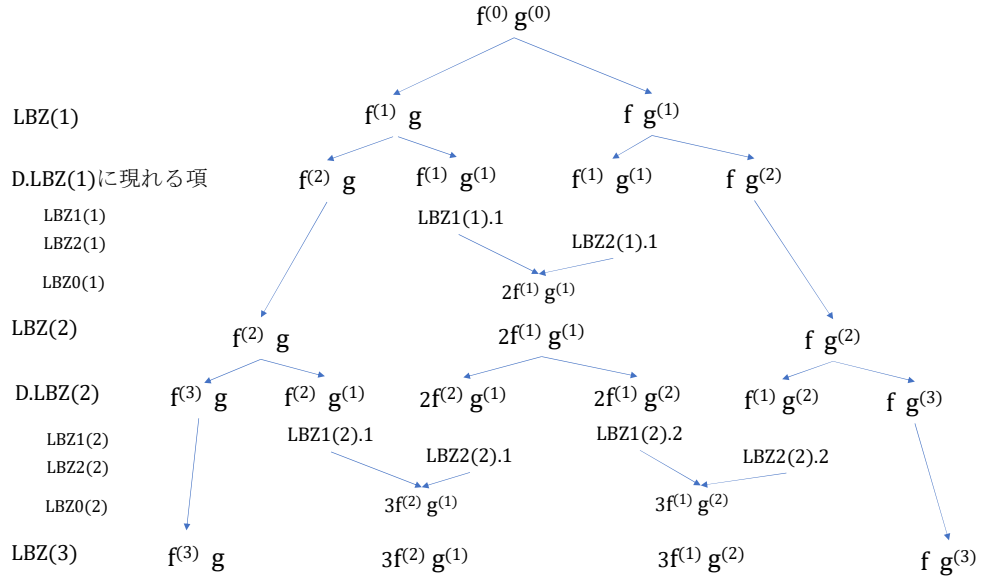 f⁽⁰⁾ g⁽⁰⁾
LBZ(1) f⁽¹⁾ g f g⁽¹⁾
D.LBZ(1)に現れる項 f⁽²⁾ g f⁽¹⁾ g⁽¹⁾ f⁽¹⁾ g⁽¹⁾ f g⁽²⁾
LBZ1(1) LBZ1(1).1
LBZ2(1) LBZ2(1).1
LBZ0(1) 2f⁽¹⁾ g⁽¹⁾
LBZ(2) f⁽²⁾ g 2f⁽¹⁾ g⁽¹⁾ f g⁽²⁾
D.LBZ(2) f⁽³⁾ g f⁽²⁾ g⁽¹⁾ 2f⁽²⁾ g⁽¹⁾ 2f⁽¹⁾ g⁽²⁾ f⁽¹⁾ g⁽²⁾ f g⁽³⁾
LBZ1(2) LBZ1(2).1 LBZ1(2).2
LBZ2(2) LBZ2(2).1 LBZ2(2).2
LBZ0(2) 3f⁽²⁾ g⁽¹⁾ 3f⁽¹⁾ g⁽²⁾
LBZ(3) f⁽³⁾ g 3f⁽²⁾ g⁽¹⁾ 3f⁽¹⁾ g⁽²⁾ f g⁽³⁾